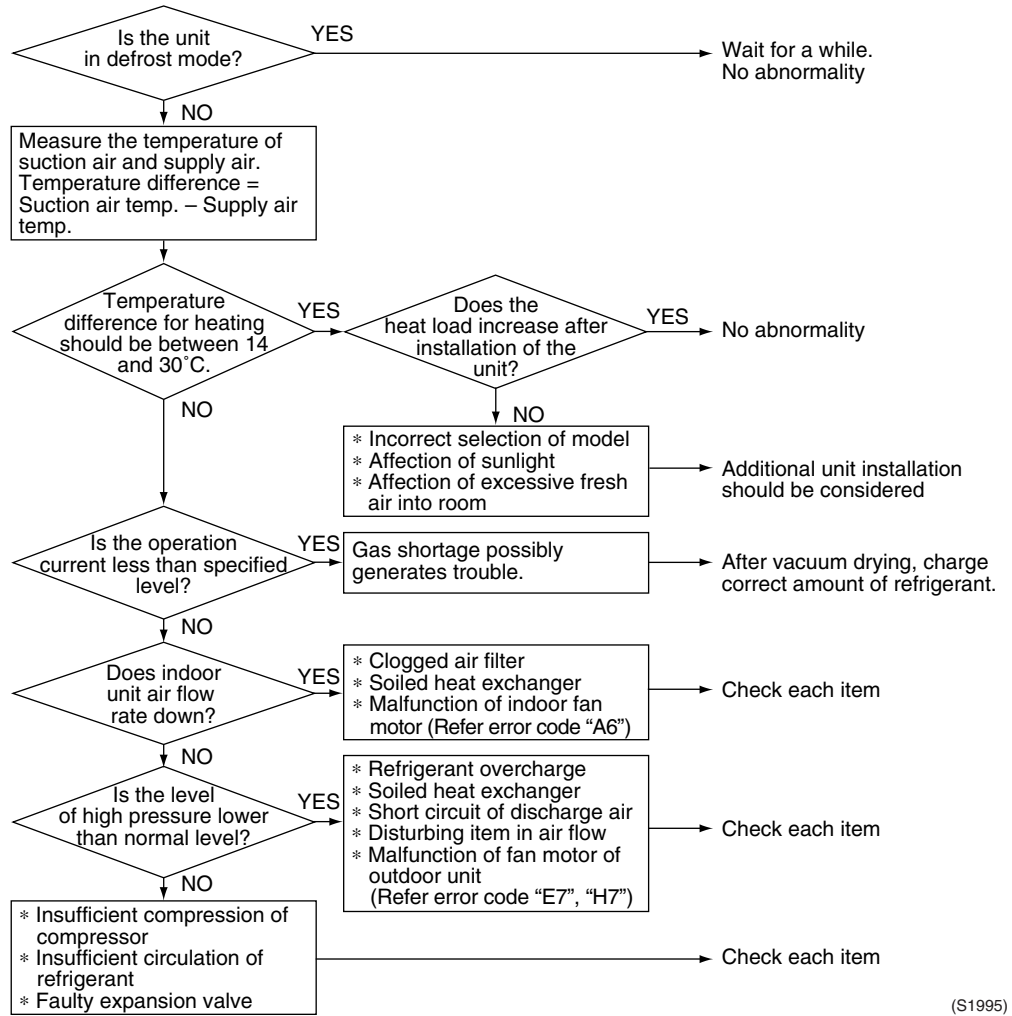 Is the unit
in defrost mode?
YES
Wait for a while.
No abnormality
NO
Measure the temperature of
suction air and supply air.
Temperature difference =
Suction air temp. – Supply air
temp.
Temperature
difference for heating
should be between 14
and 30˚C.
YES
Does the
heat load increase after
installation of the
unit?
YES
No abnormality
NO
NO
∗ Incorrect selection of model
∗ Affection of sunlight
∗ Affection of excessive fresh
air into room
Additional unit installation
should be considered
Is the operation
current less than specified
level?
YES
Gas shortage possibly
generates trouble.
After vacuum drying, charge
correct amount of refrigerant.
NO
Does indoor
unit air flow
rate down?
YES
∗ Clogged air filter
∗ Soiled heat exchanger
∗ Malfunction of indoor fan
motor (Refer error code “A6”)
Check each item
NO
Is the level
of high pressure lower
than normal level?
YES
∗ Refrigerant overcharge
∗ Soiled heat exchanger
∗ Short circuit of discharge air
∗ Disturbing item in air flow
∗ Malfunction of fan motor of
outdoor unit
(Refer error code “E7”, “H7”)
Check each item
NO
∗ Insufficient compression of
compressor
∗ Insufficient circulation of
refrigerant
∗ Faulty expansion valve
Check each item
(S1995)